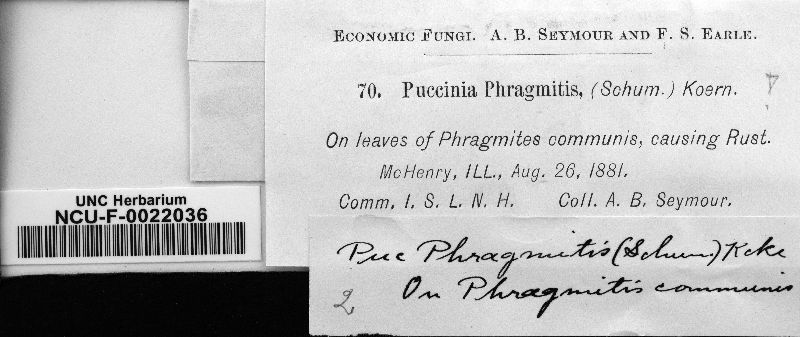 ECONOMIC FUNGI. A. B. SEYMOUR AND F. S. EARLE.
70. Puccinia Phragmitis, (Schum.) Koern.
On leaves of Phragmites communis, causing Rust.
McHenry, ILL., Aug. 26, 1881.
Comm. I. S. L. N. H. Coll. A. B. Seymour.
UNC Herbarium
NCU-F-0022036
Puc Phragmitis (Schum.) Kcke
On Phragmitis communis
2